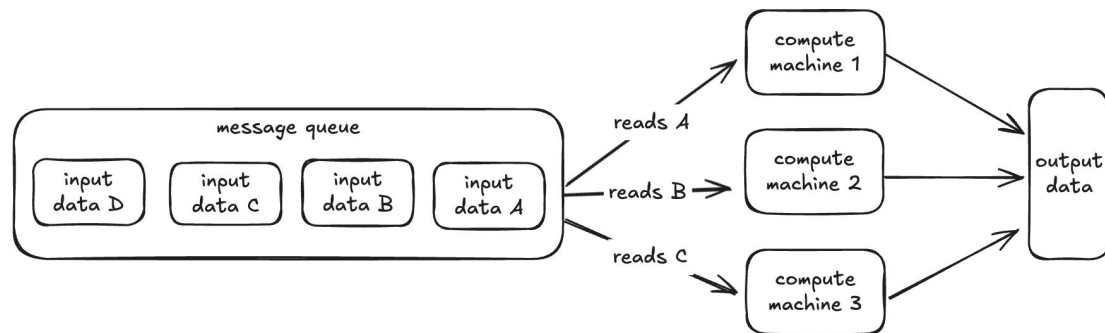 message queue
input
data D
input
data C
input
data B
input
data A
reads A
reads B
reads C
compute
machine 1
compute
machine 2
compute
machine 3
output
data